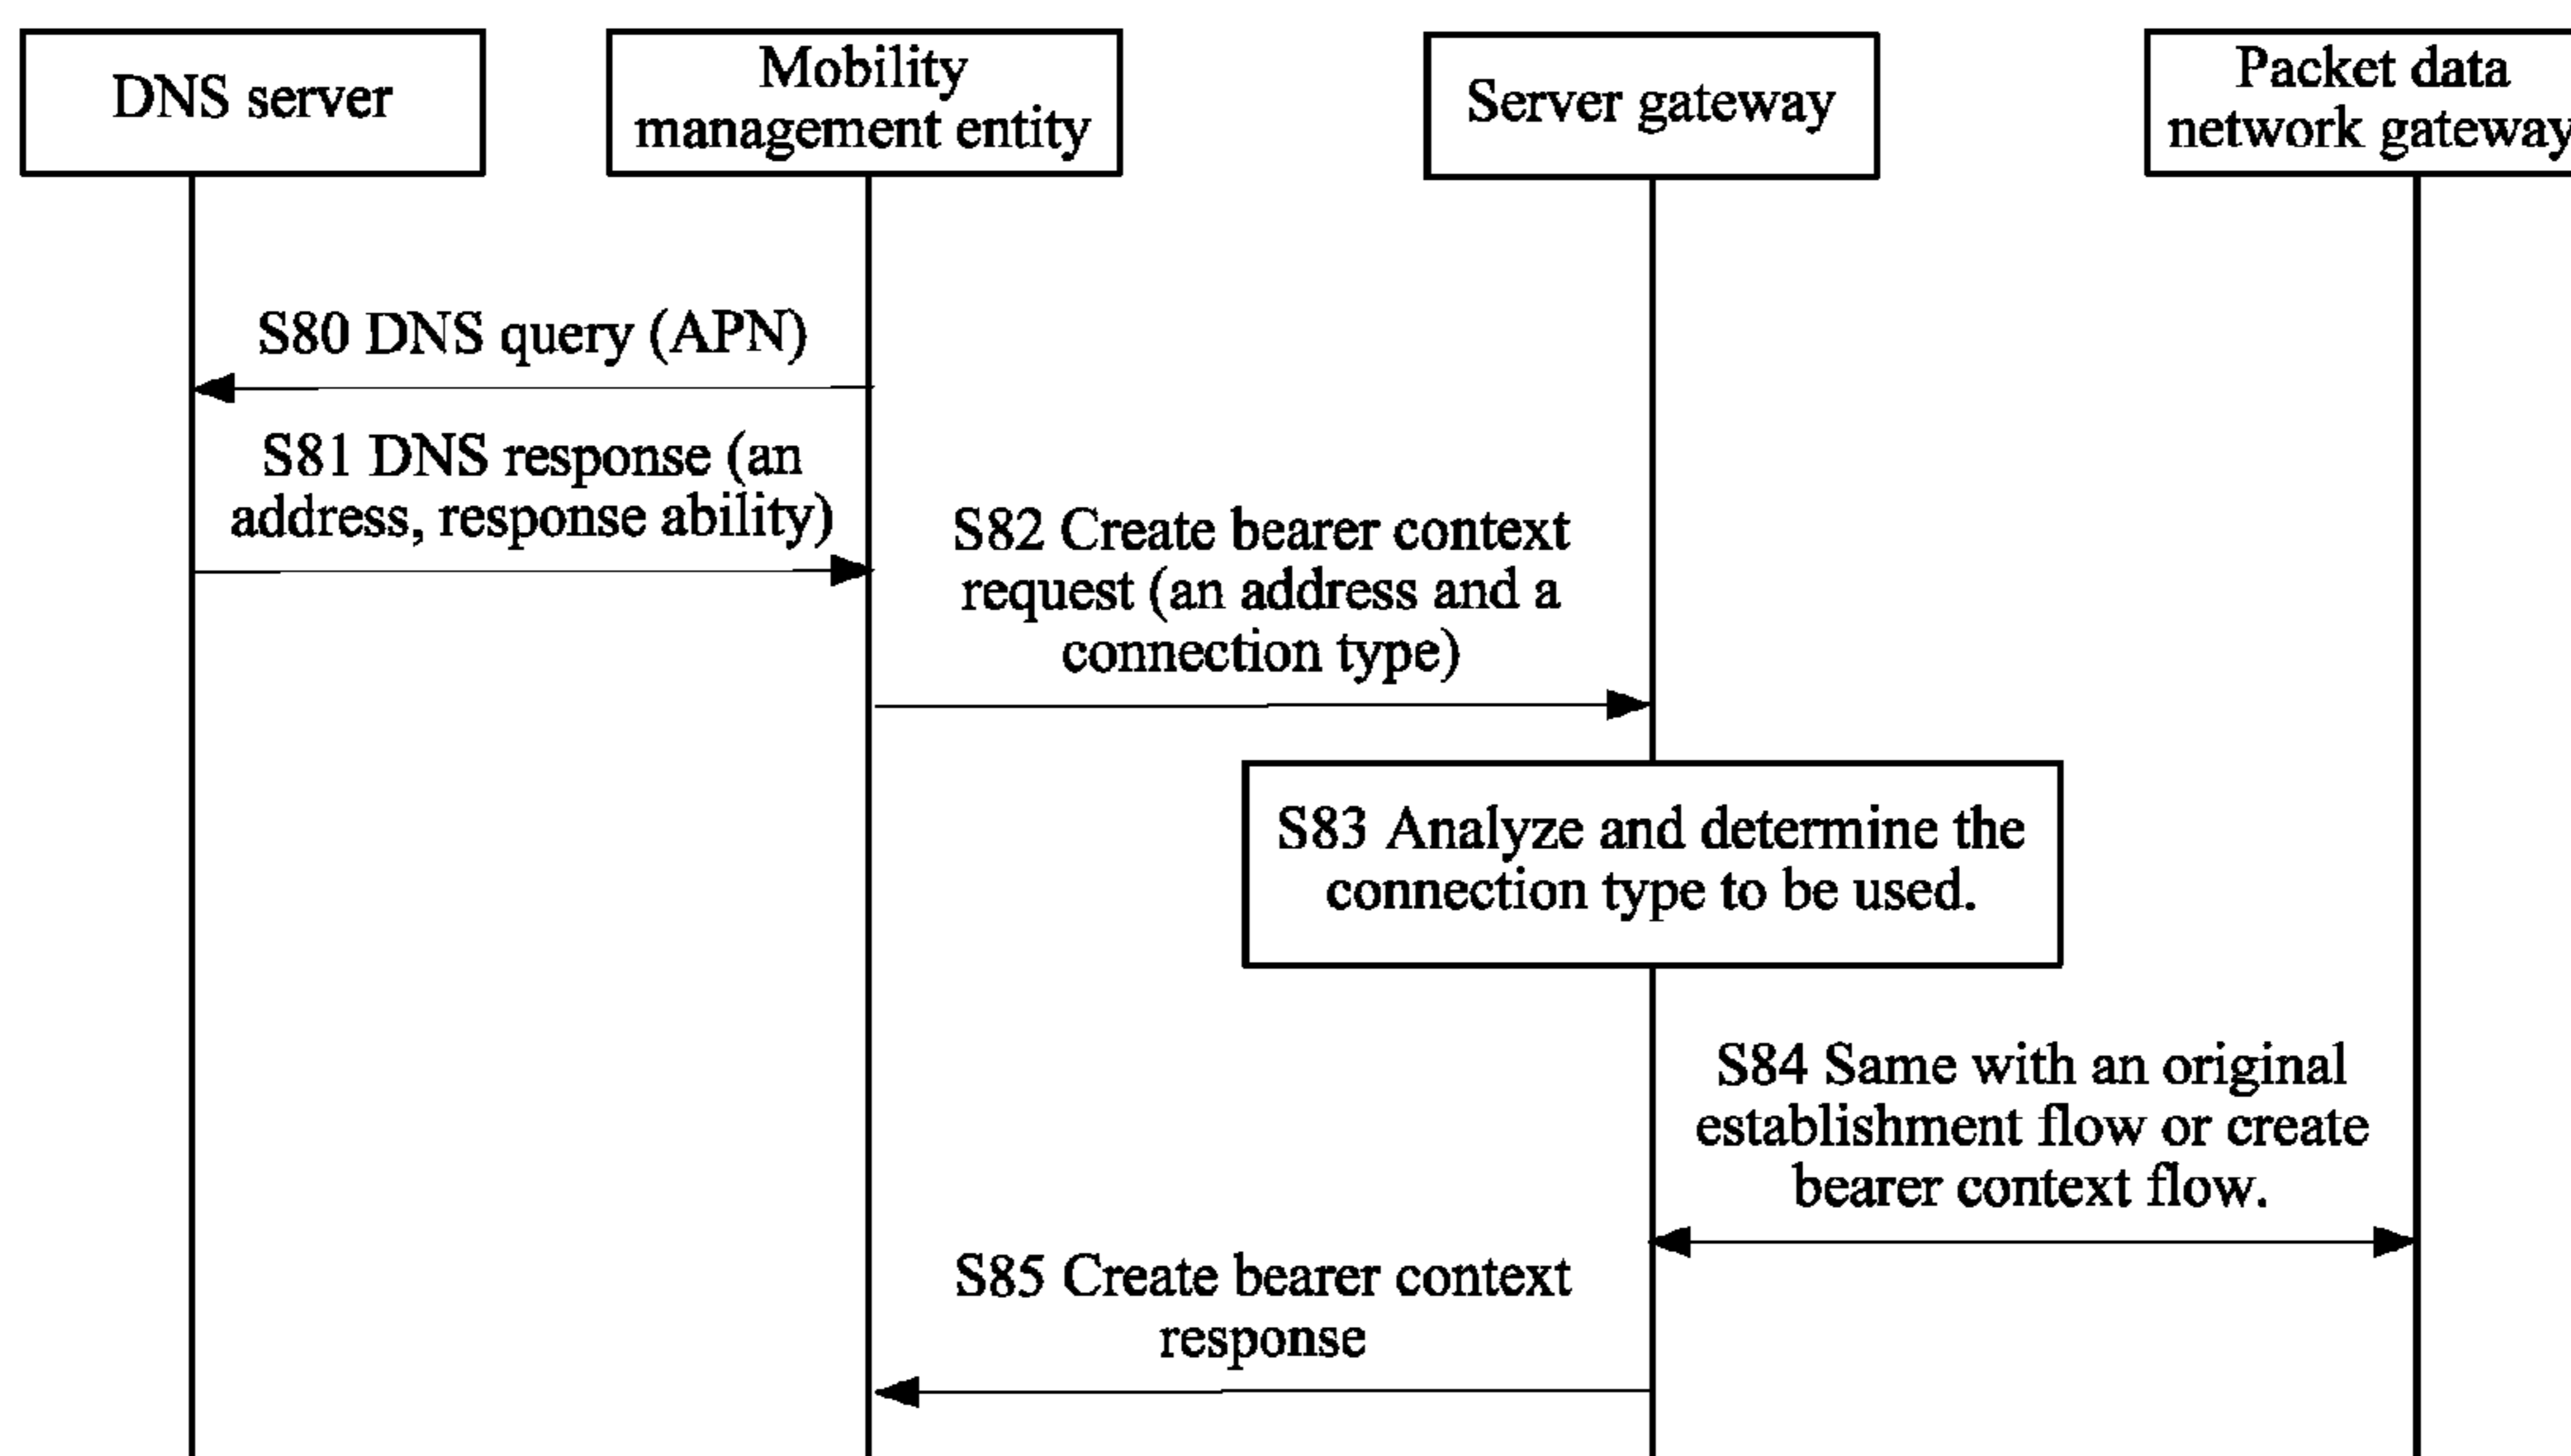 DNS server
Mobility
management entity
Server gateway
Packet data
network gateway
S80 DNS query (APN)
S81 DNS response (an
address, response ability)
S82 Create bearer context
request (an address and a
connection type)
S83 Analyze and determine the
connection type to be used.
S84 Same with an original
establishment flow or create
bearer context flow.
S85 Create bearer context
response